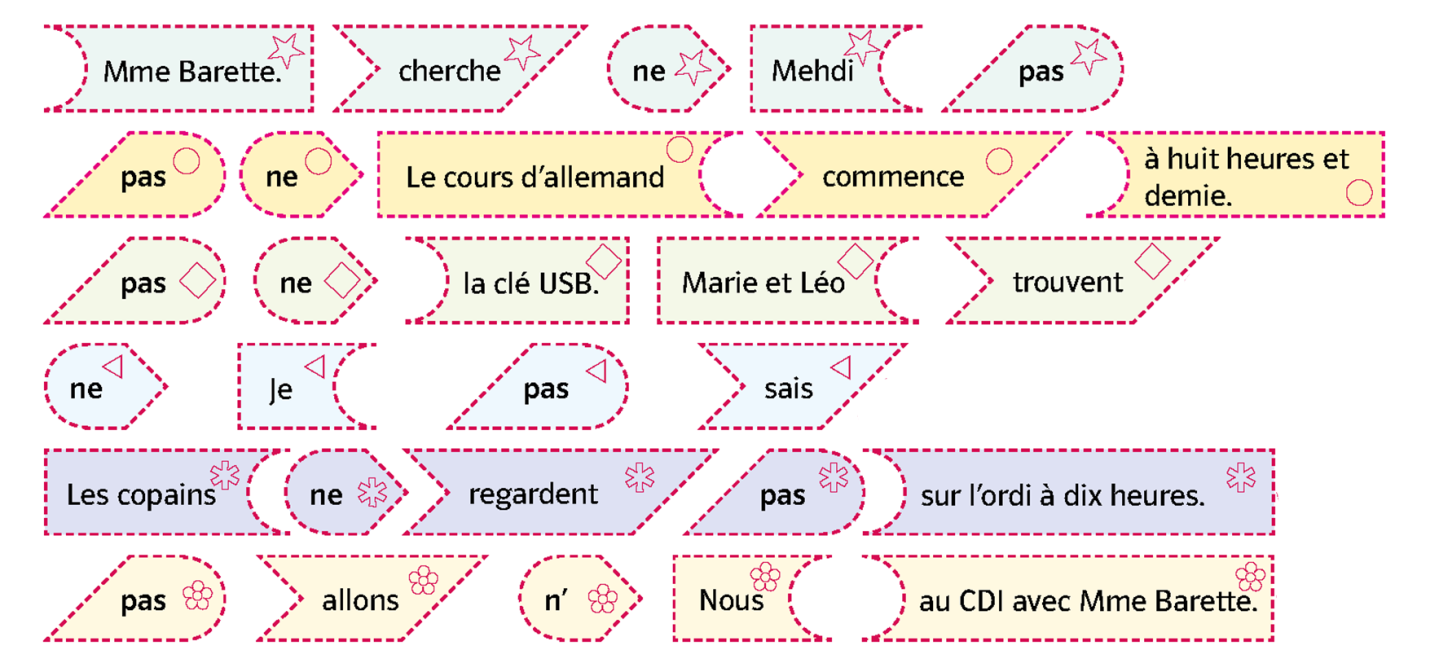 Mme Barette. cherche ne Mehdi pas
pas ne Le cours d'allemand commence à huit heures et
demie.
pas ne la clé USB. Marie et Léo trouvent
ne Je pas sais
Les copains ne regardent pas sur l'ordi à dix heures.
pas allons n' Nous au CDI avec Mme Barette.